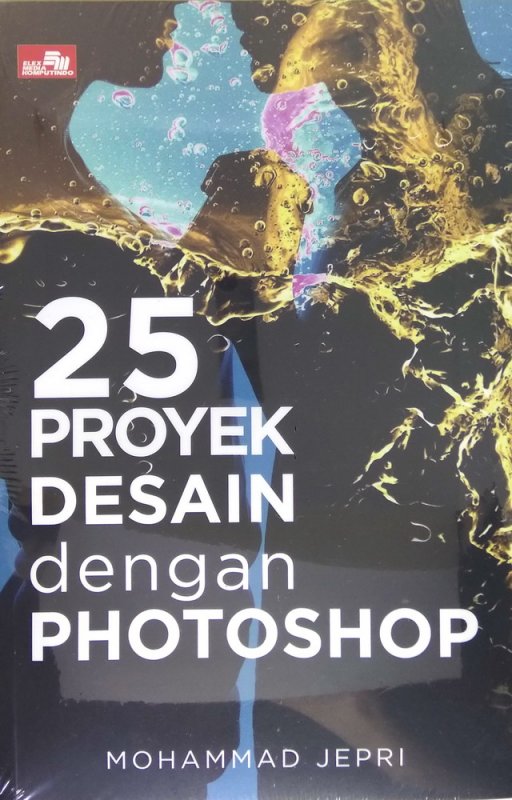 ELEX
MEDIA
KOMPUTINDO
25
PROYEK
DESAIN
dengan
PHOTOSHOP
MOHAMMAD JEPRI